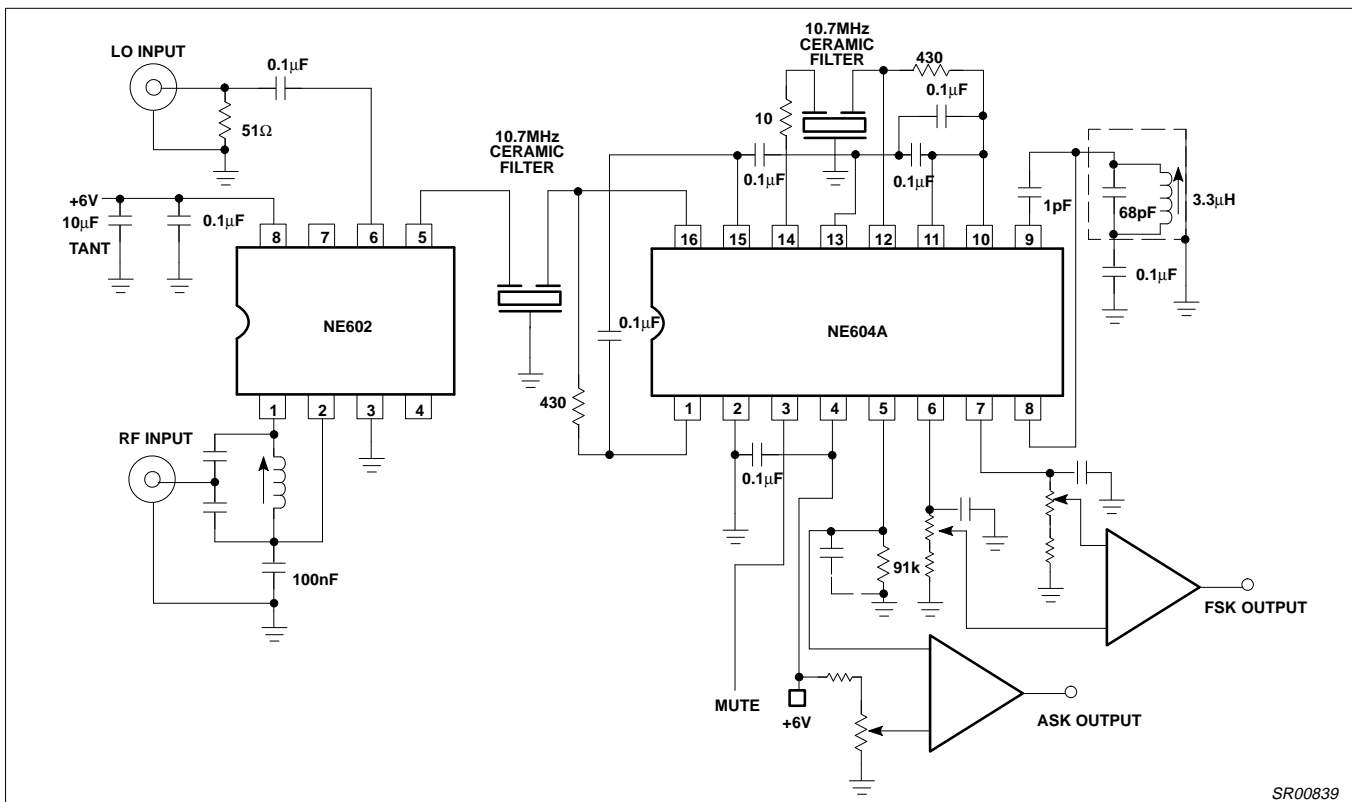 LO INPUT
0.1μF
51Ω
+6V
10μF
TANT
0.1μF
8
7
6
5
NE602
1
2
3
4
RF INPUT
100nF
10.7MHz
CERAMIC
FILTER
430
0.1μF
10.7MHz
CERAMIC
FILTER
10
430
0.1μF
0.1μF
0.1μF
1pF
68pF
3.3μH
0.1μF
16
15
14
13
12
11
10
9
NE604A
1
2
3
4
5
6
7
8
0.1μF
91k
MUTE
+6V
FSK OUTPUT
ASK OUTPUT
SR00839